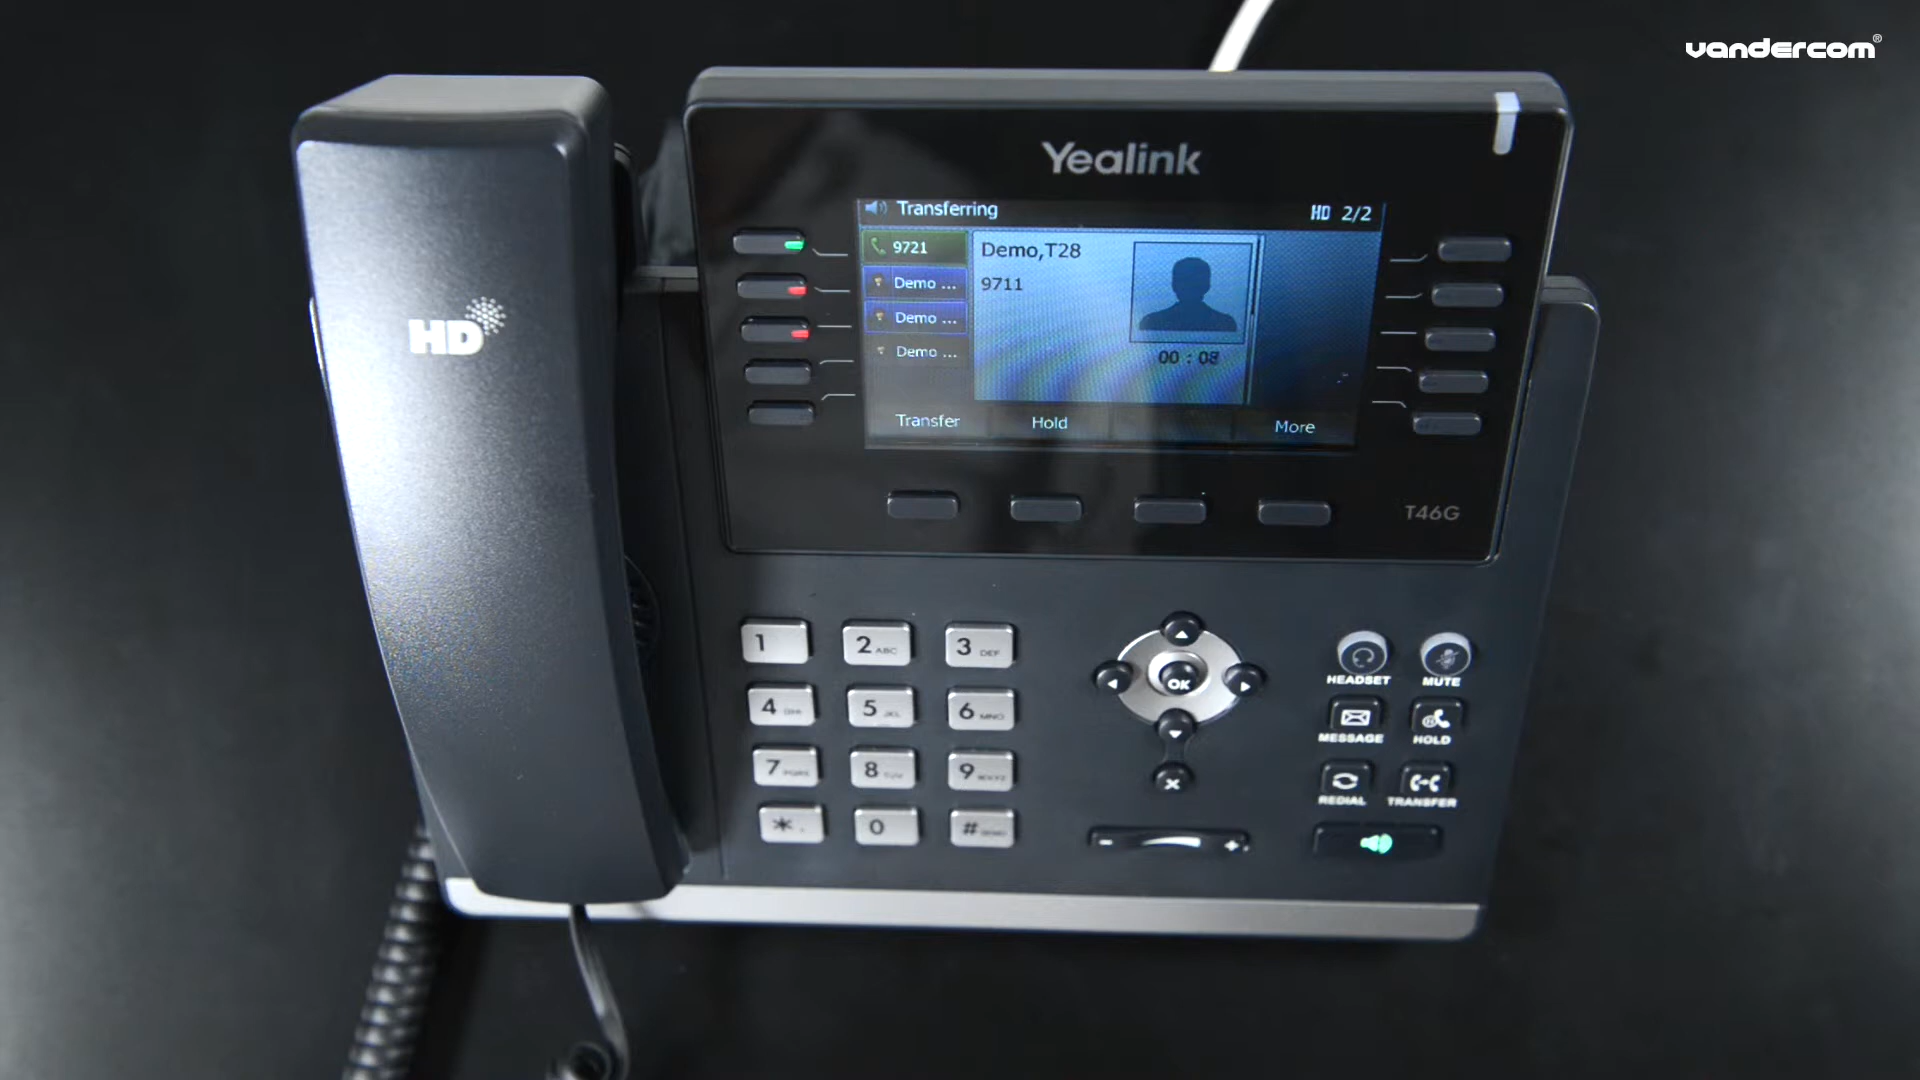 vandercom®
Yealink
Transferring HD 2/2
9721
Demo ...
Demo ...
Demo ...
Demo,T28
9711
Transfer Hold More
T46G
HD
1 2 ABC 3 DEF
4 GHI 5 JKL 6 MNO
7 PQRS 8 TUV 9 WXYZ
* . 0 # SEND
OK
HEADSET MUTE
MESSAGE HOLD
REDIAL TRANSFER